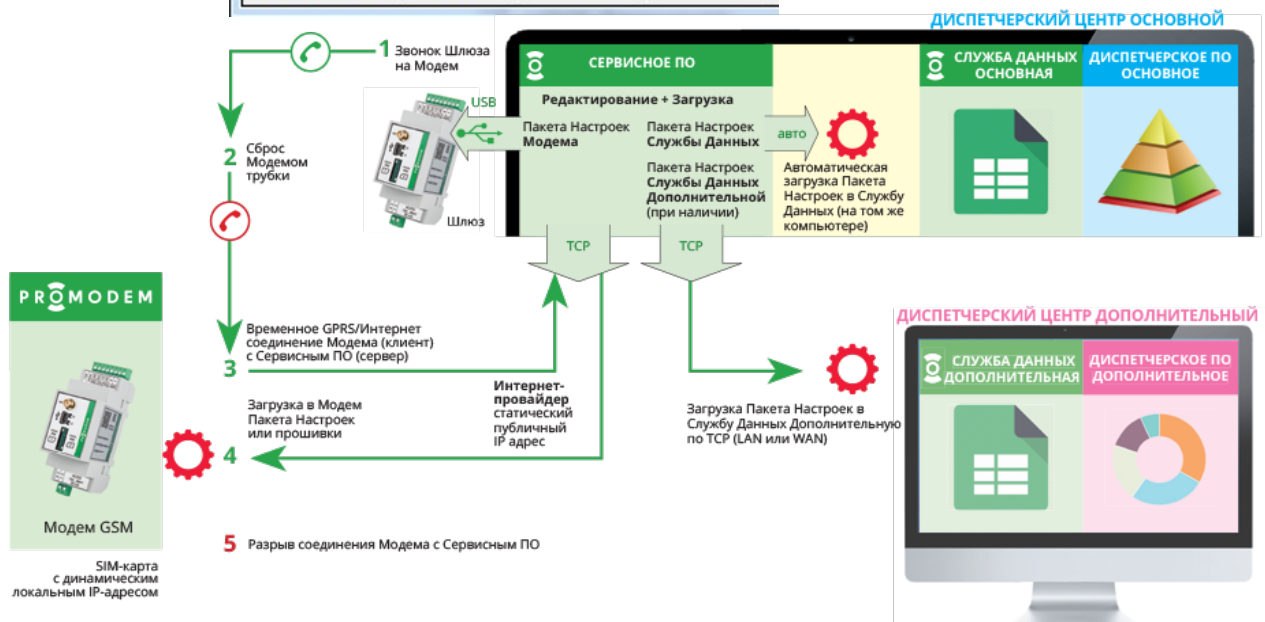 ДИСПЕТЧЕРСКИЙ ЦЕНТР ОСНОВНОЙ
1 Звонок Шлюза
на Модем
2 Сброс
Модемом
трубки
USB
Шлюз
СЕРВИСНОЕ ПО
Редактирование + Загрузка
Пакета Настроек
Модема
Пакета Настроек
Службы Данных
Пакета Настроек
Службы Данных
Дополнительной
(при наличии)
авто
Автоматическая
загрузка Пакета
Настроек в Службу
Данных (на том же
компьютере)
СЛУЖБА ДАННЫХ
ОСНОВНАЯ
ДИСПЕТЧЕРСКОЕ ПО
ОСНОВНОЕ
TCP
TCP
PROMODEM
Модем GSM
SIM-карта
с динамическим
локальным IP-адресом
Временное GPRS/Интернет
соединение Модема (клиент)
с Сервисным ПО (сервер)
3
Загрузка в Модем
Пакета Настроек
или прошивки
4
Интернет-
провайдер
статический
публичный
IP адрес
5 Разрыв соединения Модема с Сервисным ПО
Загрузка Пакета Настроек в
Службу Данных Дополнительную
по TCP (LAN или WAN)
ДИСПЕТЧЕРСКИЙ ЦЕНТР ДОПОЛНИТЕЛЬНЫЙ
СЛУЖБА ДАННЫХ
ДОПОЛНИТЕЛЬНАЯ
ДИСПЕТЧЕРСКОЕ ПО
ДОПОЛНИТЕЛЬНОЕ